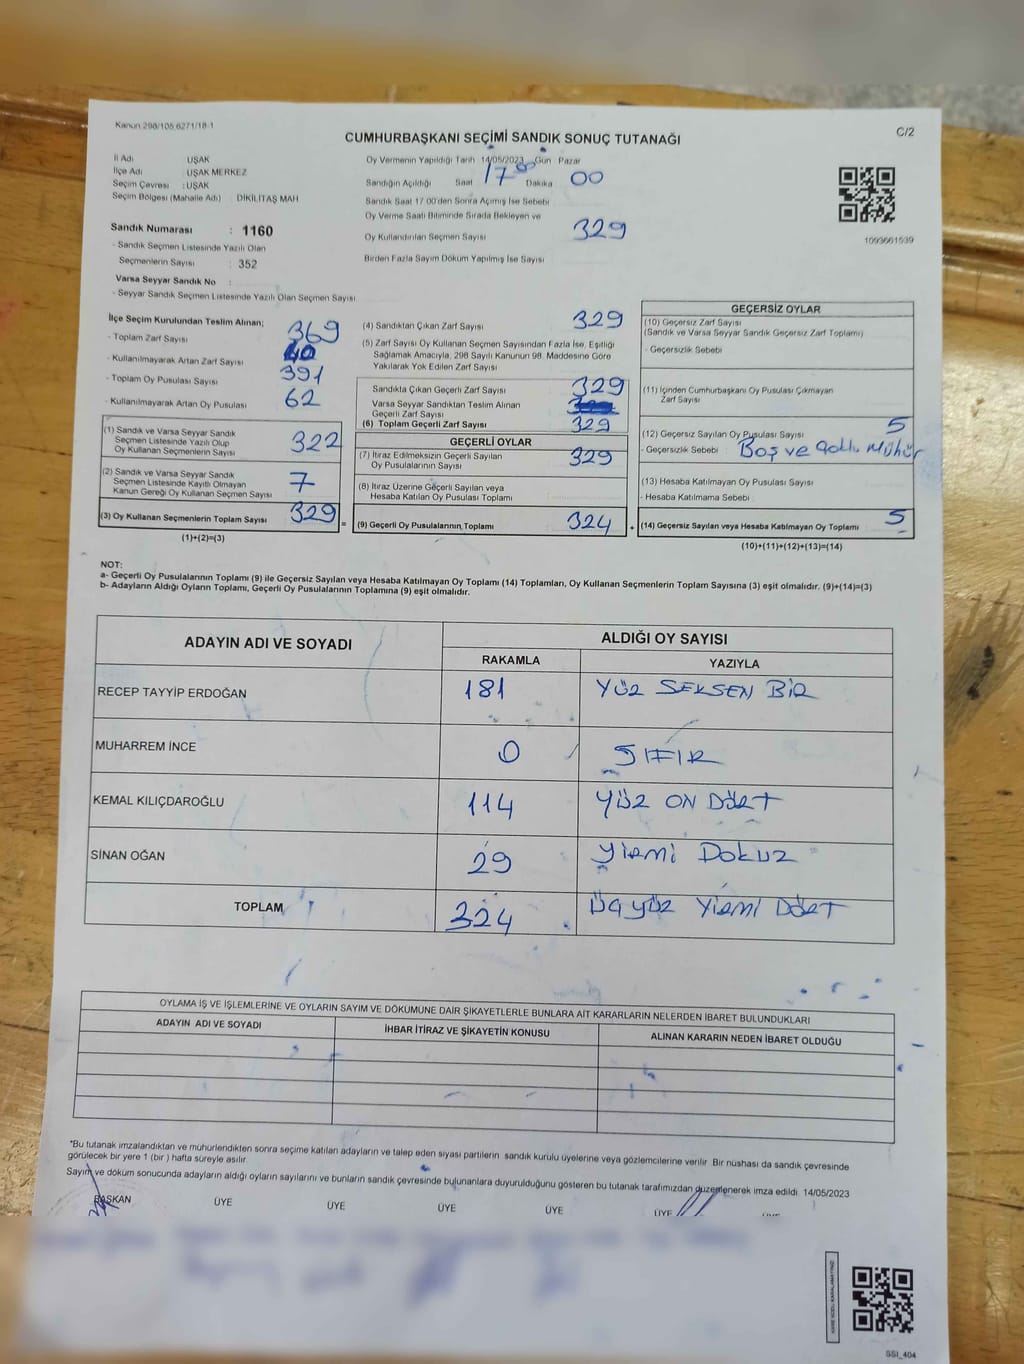 Kanun 298/105 6271/18-1
C/2
CUMHURBAŞKANI SEÇİMİ SANDIK SONUÇ TUTANAĞI
İl Adı UŞAK
İlçe Adı : UŞAK MERKEZ
Seçim Çevresi : UŞAK
Seçim Bölgesi (Mahalle Adı) DİKİLİTAŞ MAH
Sandık Numarası : 1160
- Sandık Seçmen Listesinde Yazılı Olan
Seçmenlerin Sayısı : 352
Varsa Seyyar Sandık No :
- Seyyar Sandık Seçmen Listesinde Yazılı Olan Seçmen Sayısı
Oy Vermenin Yapıldığı Tarih 14/05/2023 Gün Pazar
Sandığın Açıldığı Saat 17 00 Dakika 00
Sandık Saat 17 00'den Sonra Açımış İse Sebebi
Oy Verme Saati Bitiminde Sırada Bekleyen ve
Oy Kullandırılan Seçmen Sayısı 329
Birden Fazla Sayım Döküm Yapılmış İse Sayısı
1093661539
İlçe Seçim Kurulundan Teslim Alınan;
- Toplam Zarf Sayısı 369
- Kullanılmayarak Artan Zarf Sayısı 40
- Toplam Oy Pusulası Sayısı 391
- Kullanılmayarak Artan Oy Pusulası 62
(1) Sandık ve Varsa Seyyar Sandık
Seçmen Listesinde Yazılı Olup
Oy Kullanan Seçmenlerin Sayısı 322
(2) Sandık ve Varsa Seyyar Sandık
Seçmen Listesinde Kayıtlı Olmayan
Kanun Gereği Oy Kullanan Seçmen Sayısı 7
(3) Oy Kullanan Seçmenlerin Toplam Sayısı 329 =
(1)+(2)=(3)
(4) Sandıktan Çıkan Zarf Sayısı 329
(5) Zarf Sayısı Oy Kullanan Seçmen Sayısından Fazla İse, Eşitliği
Sağlamak Amacıyla, 298 Sayılı Kanunun 98. Maddesine Göre
Yakılarak Yok Edilen Zarf Sayısı
Sandıkta Çıkan Geçerli Zarf Sayısı 329
Varsa Seyyar Sandıktan Teslim Alınan
Geçerli Zarf Sayısı
(6) Toplam Geçerli Zarf Sayısı 329
GEÇERLİ OYLAR
(7) İtiraz Edilmeksizin Geçerli Sayılan
Oy Pusulalarının Sayısı 329
(8) İtiraz Üzerine Geçerli Sayılan veya
Hesaba Katılan Oy Pusulası Toplamı
(9) Geçerli Oy Pusulalarının Toplamı 324 +
GEÇERSİZ OYLAR
(10) Geçersiz Zarf Sayısı
(Sandık ve Varsa Seyyar Sandık Geçersiz Zarf Toplamı)
- Geçersizlik Sebebi
(11) İçinden Cumhurbaşkanı Oy Pusulası Çıkmayan
Zarf Sayısı
(12) Geçersiz Sayılan Oy Pusulası Sayısı 5
- Geçersizlik Sebebi Boş ve Mühür
(13) Hesaba Katılmayan Oy Pusulası Sayısı
- Hesaba Katılmama Sebebi
(14) Geçersiz Sayılan veya Hesaba Katılmayan Oy Toplamı 5
(10)+(11)+(12)+(13)=(14)
NOT:
a- Geçerli Oy Pusulalarının Toplamı (9) ile Geçersiz Sayılan veya Hesaba Katılmayan Oy Toplamı (14) Toplamları, Oy Kullanan Seçmenlerin Toplam Sayısına (3) eşit olmalıdır. (9)+(14)=(3)
b- Adayların Aldığı Oyların Toplamı, Geçerli Oy Pusulalarının Toplamına (9) eşit olmalıdır.
ADAYIN ADI VE SOYADI ALDIĞI OY SAYISI
RAKAMLA YAZIYLA
RECEP TAYYİP ERDOĞAN 181 YÜZ SEKSEN BİR
MUHARREM İNCE 0 SIFIR
KEMAL KILIÇDAROĞLU 114 YÜZ ON DÖRT
SİNAN OĞAN 29 YİRMİ DOKUZ
TOPLAM 324 ÜÇ YÜZ YİRMİ DÖRT
OYLAMA İŞ VE İŞLEMLERİNE VE OYLARIN SAYIM VE DÖKÜMÜNE DAİR ŞİKAYETLERLE BUNLARA AİT KARARLARIN NELERDEN İBARET BULUNDUKLARI
ADAYIN ADI VE SOYADI İHBAR İTİRAZ VE ŞİKAYETİN KONUSU ALINAN KARARIN NEDEN İBARET OLDUĞU
*Bu tutanak imzalandıktan ve mühürlendikten sonra seçime katılan adayların ve talep eden siyasi partilerin sandık kurulu üyelerine veya gözlemcilerine verilir Bir nüshası da sandık çevresinde
görülecek bir yere 1 (bir ) hafta süreyle asılır.
Sayım ve döküm sonucunda adayların aldığı oyların sayılarını ve bunların sandık çevresinde bulunanlara duyurulduğunu gösteren bu tutanak tarafımızdan düzenlenerek imza edildi 14/05/2023
BAŞKAN ÜYE ÜYE ÜYE ÜYE ÜYE
SSI_404